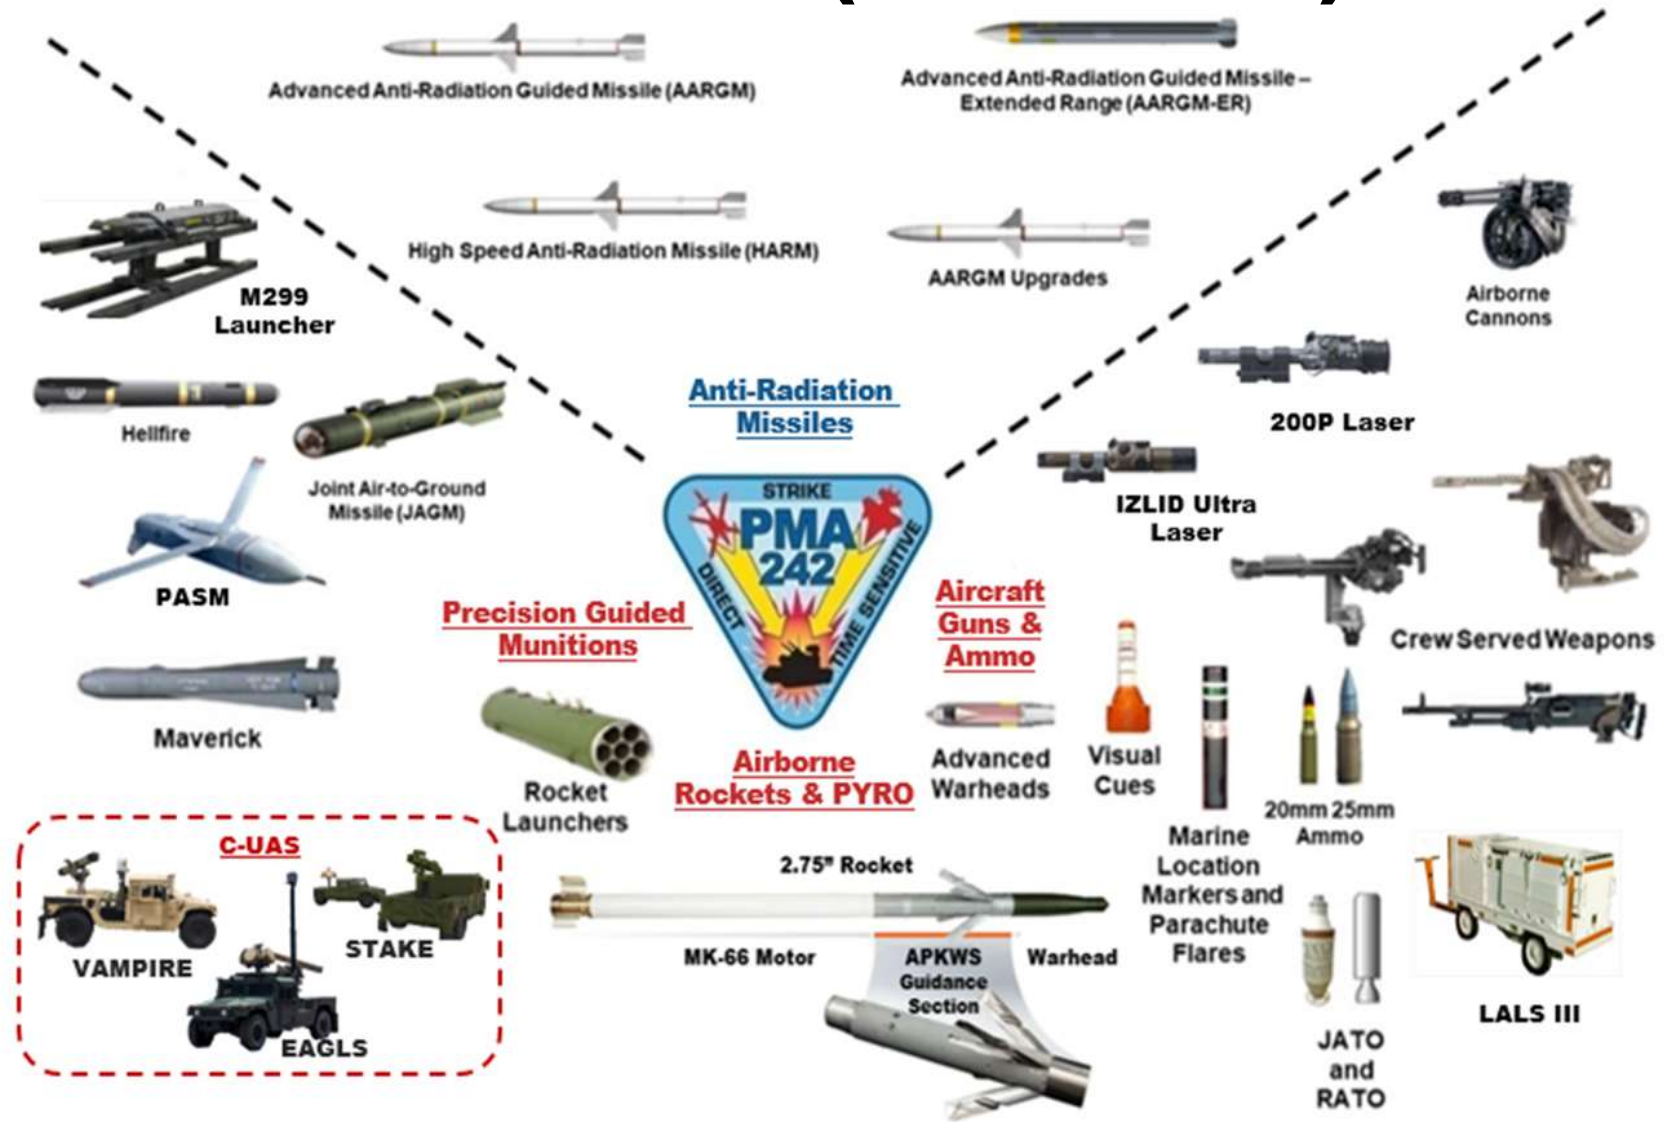 Advanced Anti-Radiation Guided Missile (AARGM)
Advanced Anti-Radiation Guided Missile –
Extended Range (AARGM-ER)
High Speed Anti-Radiation Missile (HARM)
AARGM Upgrades
M299
Launcher
Airborne
Cannons
Anti-Radiation
Missiles
200P Laser
Hellfire
Joint Air-to-Ground
Missile (JAGM)
IZLID Ultra
Laser
STRIKE
PMA
242
DIRECT
TIME SENSITIVE
PASM
Precision Guided
Munitions
Aircraft
Guns &
Ammo
Crew Served Weapons
Maverick
Rocket
Launchers
Airborne
Rockets & PYRO
Advanced
Warheads
Visual
Cues
20mm 25mm
Ammo
Marine
Location
Markers and
Parachute
Flares
C-UAS
VAMPIRE
STAKE
EAGLS
2.75" Rocket
MK-66 Motor
APKWS
Guidance
Section
Warhead
JATO
and
RATO
LALS III